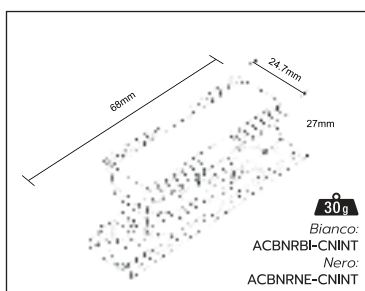 24.7mm
68mm
27mm
30g
Bianco:
ACBNRBI-CNINT
Nero:
ACBNRNE-CNINT